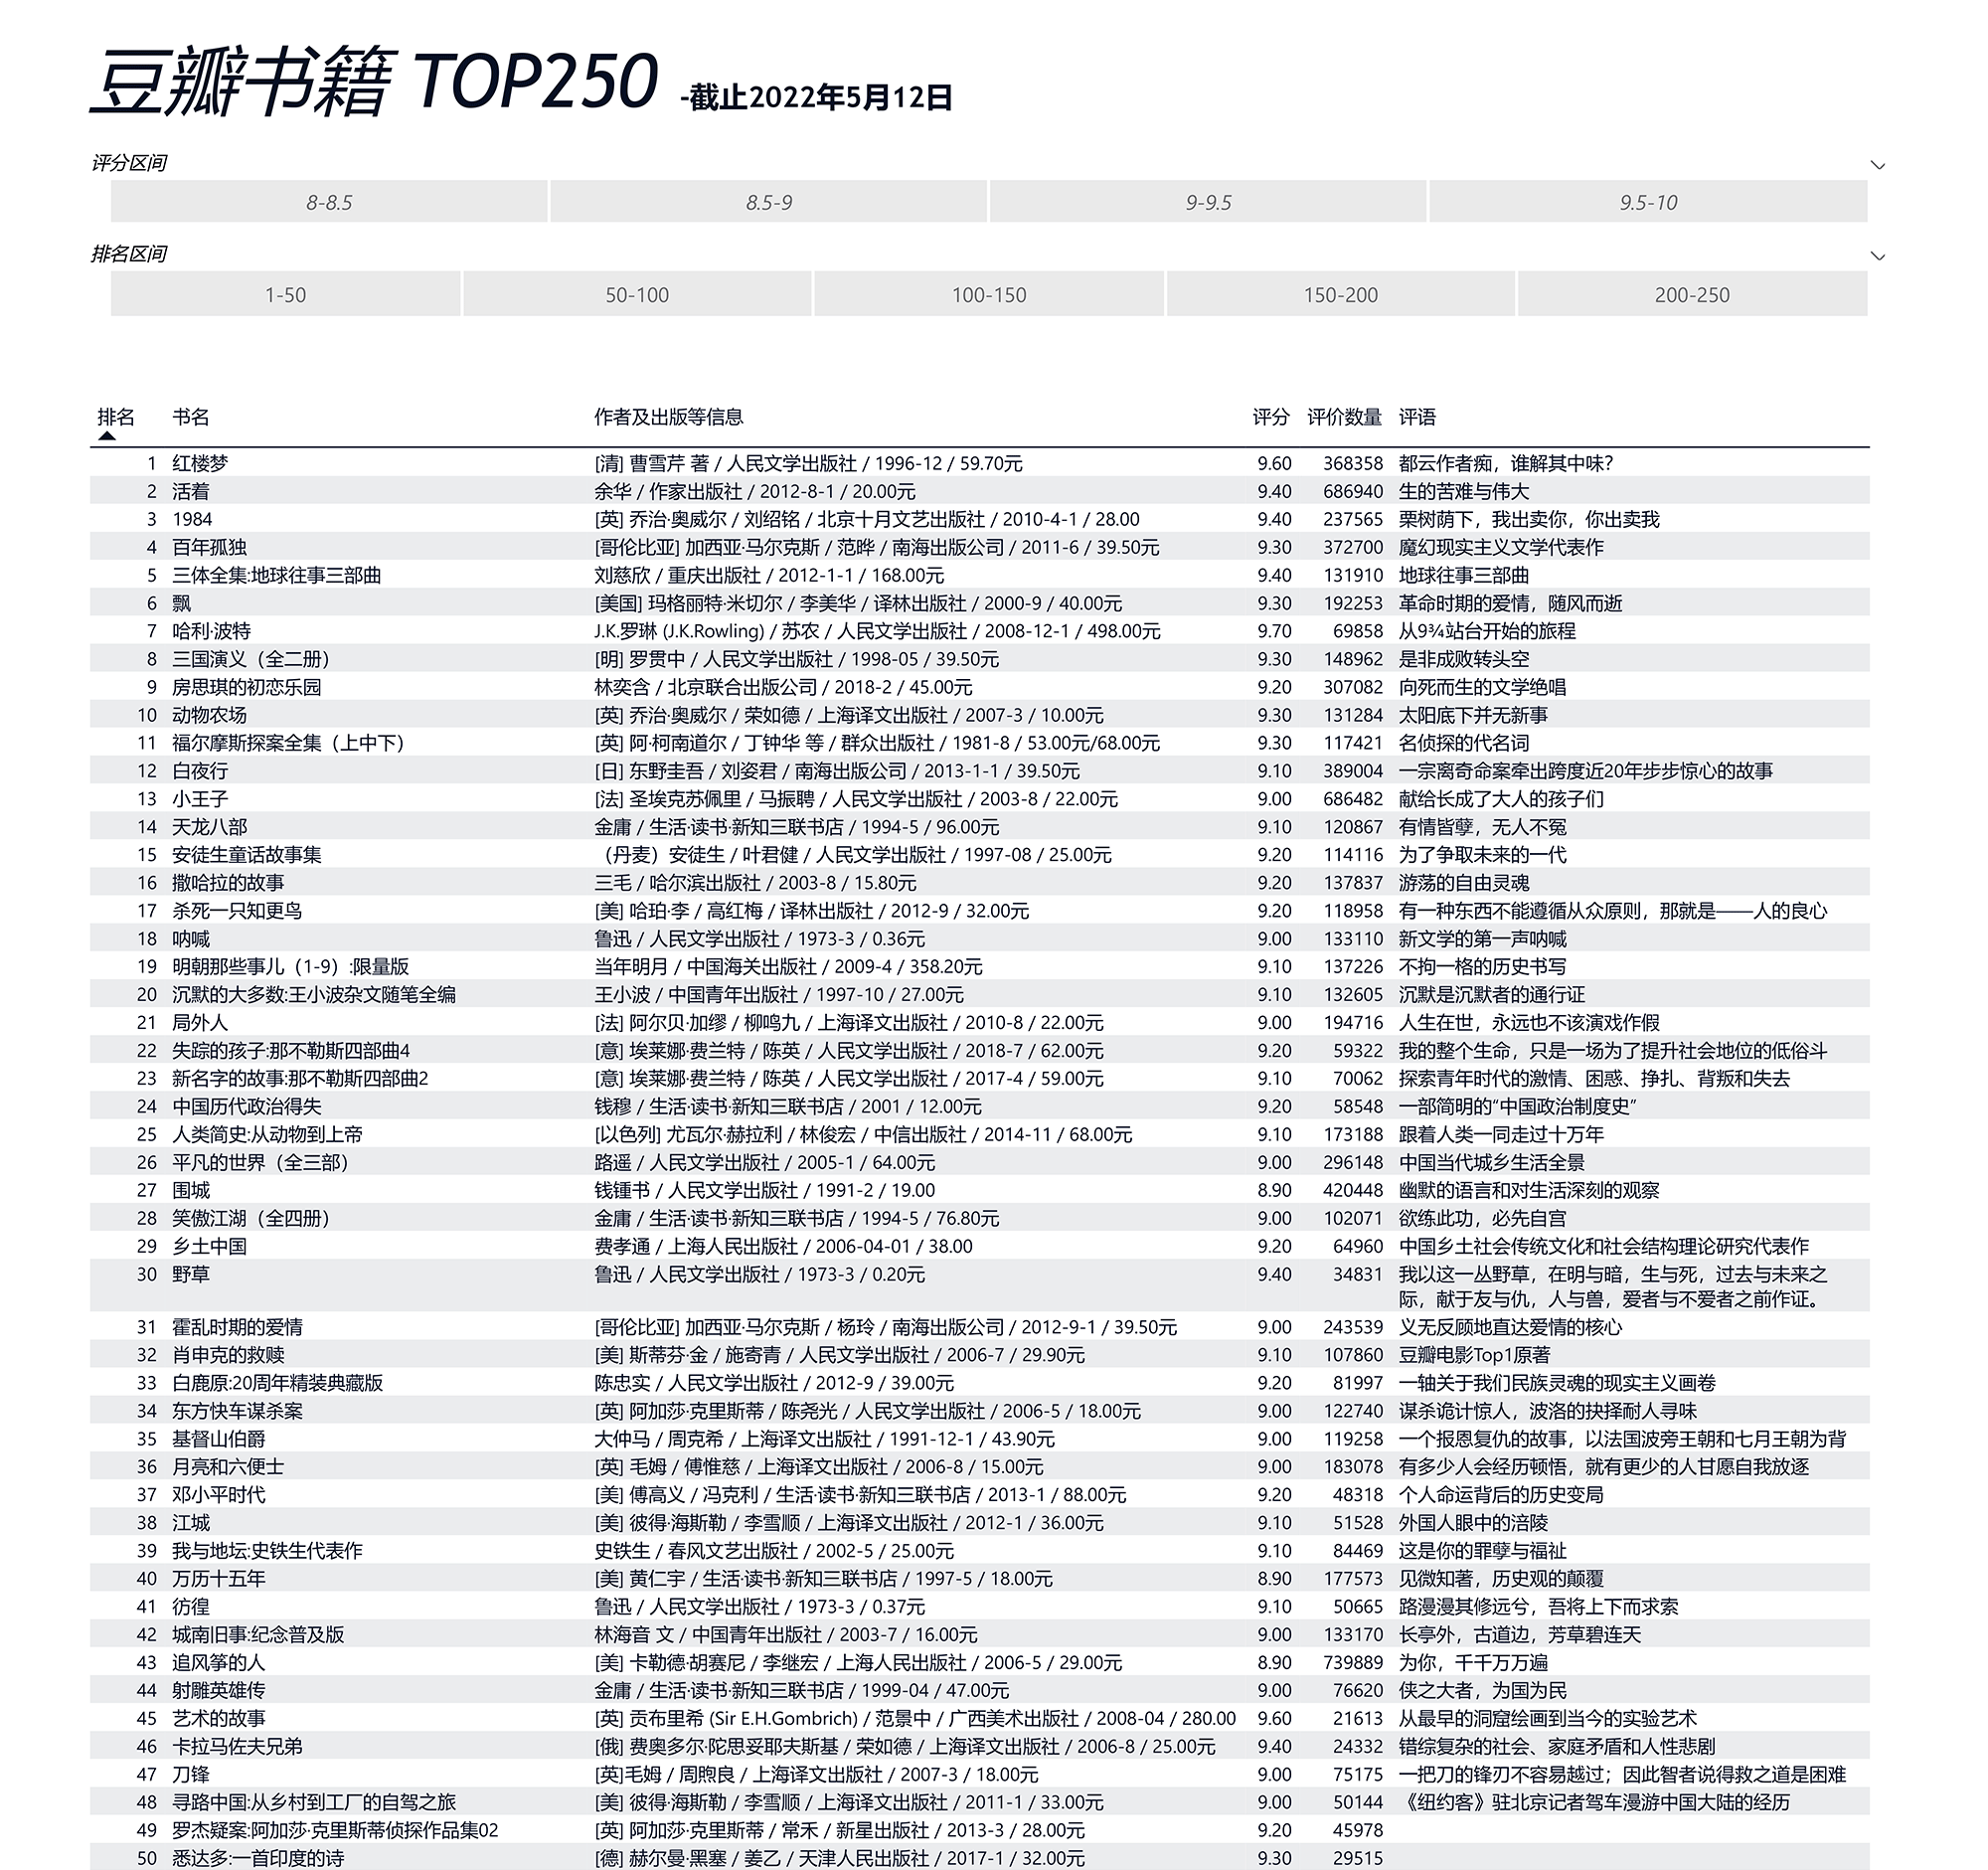 豆瓣书籍 TOP250 -截止2022年5月12日
评分区间
8-8.5 8.5-9 9-9.5 9.5-10
排名区间
1-50 50-100 100-150 150-200 200-250
排名 书名 作者及出版等信息 评分 评价数量 评语
1 红楼梦 [清] 曹雪芹 著 / 人民文学出版社 / 1996-12 / 59.70元 9.60 368358 都云作者痴，谁解其中味？
2 活着 余华 / 作家出版社 / 2012-8-1 / 20.00元 9.40 686940 生的苦难与伟大
3 1984 [英] 乔治·奥威尔 / 刘绍铭 / 北京十月文艺出版社 / 2010-4-1 / 28.00 9.40 237565 栗树荫下，我出卖你，你出卖我
4 百年孤独 [哥伦比亚] 加西亚·马尔克斯 / 范晔 / 南海出版公司 / 2011-6 / 39.50元 9.30 372700 魔幻现实主义文学代表作
5 三体全集:地球往事三部曲 刘慈欣 / 重庆出版社 / 2012-1-1 / 168.00元 9.40 131910 地球往事三部曲
6 飘 [美国] 玛格丽特·米切尔 / 李美华 / 译林出版社 / 2000-9 / 40.00元 9.30 192253 革命时期的爱情，随风而逝
7 哈利·波特 J.K.罗琳 (J.K.Rowling) / 苏农 / 人民文学出版社 / 2008-12-1 / 498.00元 9.70 69858 从9¾站台开始的旅程
8 三国演义（全二册） [明] 罗贯中 / 人民文学出版社 / 1998-05 / 39.50元 9.30 148962 是非成败转头空
9 房思琪的初恋乐园 林奕含 / 北京联合出版公司 / 2018-2 / 45.00元 9.20 307082 向死而生的文学绝唱
10 动物农场 [英] 乔治·奥威尔 / 荣如德 / 上海译文出版社 / 2007-3 / 10.00元 9.30 131284 太阳底下并无新事
11 福尔摩斯探案全集（上中下） [英] 阿·柯南道尔 / 丁钟华 等 / 群众出版社 / 1981-8 / 53.00元/68.00元 9.30 117421 名侦探的代名词
12 白夜行 [日] 东野圭吾 / 刘姿君 / 南海出版公司 / 2013-1-1 / 39.50元 9.10 389004 一宗离奇命案牵出跨度近20年步步惊心的故事
13 小王子 [法] 圣埃克苏佩里 / 马振聘 / 人民文学出版社 / 2003-8 / 22.00元 9.00 686482 献给长成了大人的孩子们
14 天龙八部 金庸 / 生活·读书·新知三联书店 / 1994-5 / 96.00元 9.10 120867 有情皆孽，无人不冤
15 安徒生童话故事集 （丹麦）安徒生 / 叶君健 / 人民文学出版社 / 1997-08 / 25.00元 9.20 114116 为了争取未来的一代
16 撒哈拉的故事 三毛 / 哈尔滨出版社 / 2003-8 / 15.80元 9.20 137837 游荡的自由灵魂
17 杀死一只知更鸟 [美] 哈珀·李 / 高红梅 / 译林出版社 / 2012-9 / 32.00元 9.20 118958 有一种东西不能遵循从众原则，那就是——人的良心
18 呐喊 鲁迅 / 人民文学出版社 / 1973-3 / 0.36元 9.00 133110 新文学的第一声呐喊
19 明朝那些事儿（1-9）:限量版 当年明月 / 中国海关出版社 / 2009-4 / 358.20元 9.10 137226 不拘一格的历史书写
20 沉默的大多数:王小波杂文随笔全编 王小波 / 中国青年出版社 / 1997-10 / 27.00元 9.10 132605 沉默是沉默者的通行证
21 局外人 [法] 阿尔贝·加缪 / 柳鸣九 / 上海译文出版社 / 2010-8 / 22.00元 9.00 194716 人生在世，永远也不该演戏作假
22 失踪的孩子:那不勒斯四部曲4 [意] 埃莱娜·费兰特 / 陈英 / 人民文学出版社 / 2018-7 / 62.00元 9.20 59322 我的整个生命，只是一场为了提升社会地位的低俗斗
23 新名字的故事:那不勒斯四部曲2 [意] 埃莱娜·费兰特 / 陈英 / 人民文学出版社 / 2017-4 / 59.00元 9.10 70062 探索青年时代的激情、困惑、挣扎、背叛和失去
24 中国历代政治得失 钱穆 / 生活·读书·新知三联书店 / 2001 / 12.00元 9.20 58548 一部简明的“中国政治制度史”
25 人类简史:从动物到上帝 [以色列] 尤瓦尔·赫拉利 / 林俊宏 / 中信出版社 / 2014-11 / 68.00元 9.10 173188 跟着人类一同走过十万年
26 平凡的世界（全三部） 路遥 / 人民文学出版社 / 2005-1 / 64.00元 9.00 296148 中国当代城乡生活全景
27 围城 钱锺书 / 人民文学出版社 / 1991-2 / 19.00 8.90 420448 幽默的语言和对生活深刻的观察
28 笑傲江湖（全四册） 金庸 / 生活·读书·新知三联书店 / 1994-5 / 76.80元 9.00 102071 欲练此功，必先自宫
29 乡土中国 费孝通 / 上海人民出版社 / 2006-04-01 / 38.00 9.20 64960 中国乡土社会传统文化和社会结构理论研究代表作
30 野草 鲁迅 / 人民文学出版社 / 1973-3 / 0.20元 9.40 34831 我以这一丛野草，在明与暗，生与死，过去与未来之
际，献于友与仇，人与兽，爱者与不爱者之前作证。
31 霍乱时期的爱情 [哥伦比亚] 加西亚·马尔克斯 / 杨玲 / 南海出版公司 / 2012-9-1 / 39.50元 9.00 243539 义无反顾地直达爱情的核心
32 肖申克的救赎 [美] 斯蒂芬·金 / 施寄青 / 人民文学出版社 / 2006-7 / 29.90元 9.10 107860 豆瓣电影Top1原著
33 白鹿原:20周年精装典藏版 陈忠实 / 人民文学出版社 / 2012-9 / 39.00元 9.20 81997 一轴关于我们民族灵魂的现实主义画卷
34 东方快车谋杀案 [英] 阿加莎·克里斯蒂 / 陈尧光 / 人民文学出版社 / 2006-5 / 18.00元 9.00 122740 谋杀诡计惊人，波洛的抉择耐人寻味
35 基督山伯爵 大仲马 / 周克希 / 上海译文出版社 / 1991-12-1 / 43.90元 9.00 119258 一个报恩复仇的故事，以法国波旁王朝和七月王朝为背
36 月亮和六便士 [英] 毛姆 / 傅惟慈 / 上海译文出版社 / 2006-8 / 15.00元 9.00 183078 有多少人会经历顿悟，就有更少的人甘愿自我放逐
37 邓小平时代 [美] 傅高义 / 冯克利 / 生活·读书·新知三联书店 / 2013-1 / 88.00元 9.20 48318 个人命运背后的历史变局
38 江城 [美] 彼得·海斯勒 / 李雪顺 / 上海译文出版社 / 2012-1 / 36.00元 9.10 51528 外国人眼中的涪陵
39 我与地坛:史铁生代表作 史铁生 / 春风文艺出版社 / 2002-5 / 25.00元 9.10 84469 这是你的罪孽与福祉
40 万历十五年 [美] 黄仁宇 / 生活·读书·新知三联书店 / 1997-5 / 18.00元 8.90 177573 见微知著，历史观的颠覆
41 彷徨 鲁迅 / 人民文学出版社 / 1973-3 / 0.37元 9.10 50665 路漫漫其修远兮，吾将上下而求索
42 城南旧事:纪念普及版 林海音 文 / 中国青年出版社 / 2003-7 / 16.00元 9.00 133170 长亭外，古道边，芳草碧连天
43 追风筝的人 [美] 卡勒德·胡赛尼 / 李继宏 / 上海人民出版社 / 2006-5 / 29.00元 8.90 739889 为你，千千万万遍
44 射雕英雄传 金庸 / 生活·读书·新知三联书店 / 1999-04 / 47.00元 9.00 76620 侠之大者，为国为民
45 艺术的故事 [英] 贡布里希 (Sir E.H.Gombrich) / 范景中 / 广西美术出版社 / 2008-04 / 280.00 9.60 21613 从最早的洞窟绘画到当今的实验艺术
46 卡拉马佐夫兄弟 [俄] 费奥多尔·陀思妥耶夫斯基 / 荣如德 / 上海译文出版社 / 2006-8 / 25.00元 9.40 24332 错综复杂的社会、家庭矛盾和人性悲剧
47 刀锋 [英]毛姆 / 周煦良 / 上海译文出版社 / 2007-3 / 18.00元 9.00 75175 一把刀的锋刃不容易越过；因此智者说得救之道是困难
48 寻路中国:从乡村到工厂的自驾之旅 [美] 彼得·海斯勒 / 李雪顺 / 上海译文出版社 / 2011-1 / 33.00元 9.00 50144 《纽约客》驻北京记者驾车漫游中国大陆的经历
49 罗杰疑案:阿加莎·克里斯蒂侦探作品集02 [英] 阿加莎·克里斯蒂 / 常禾 / 新星出版社 / 2013-3 / 28.00元 9.20 45978
50 悉达多:一首印度的诗 [德] 赫尔曼·黑塞 / 姜乙 / 天津人民出版社 / 2017-1 / 32.00元 9.30 29515